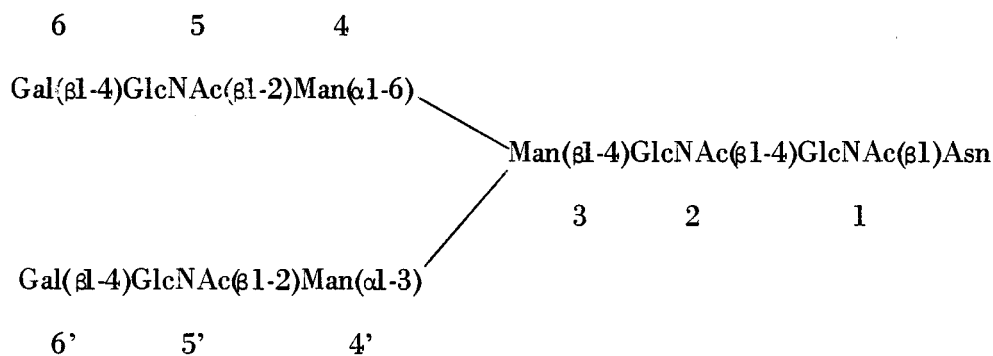 6 5 4
Gal(β1-4)GlcNAc(β1-2)Man(α1-6)
Man(β1-4)GlcNAc(β1-4)GlcNAc(β1)Asn
3 2 1
Gal(β1-4)GlcNAc(β1-2)Man(α1-3)
6’ 5’ 4’